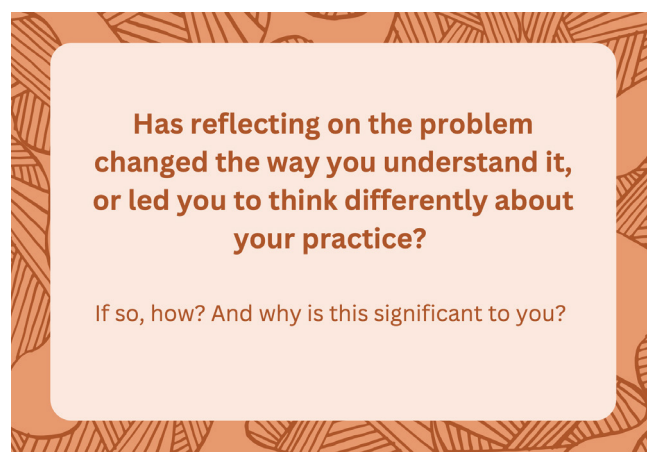 Has reflecting on the problem
changed the way you understand it,
or led you to think differently about
your practice?
If so, how? And why is this significant to you?